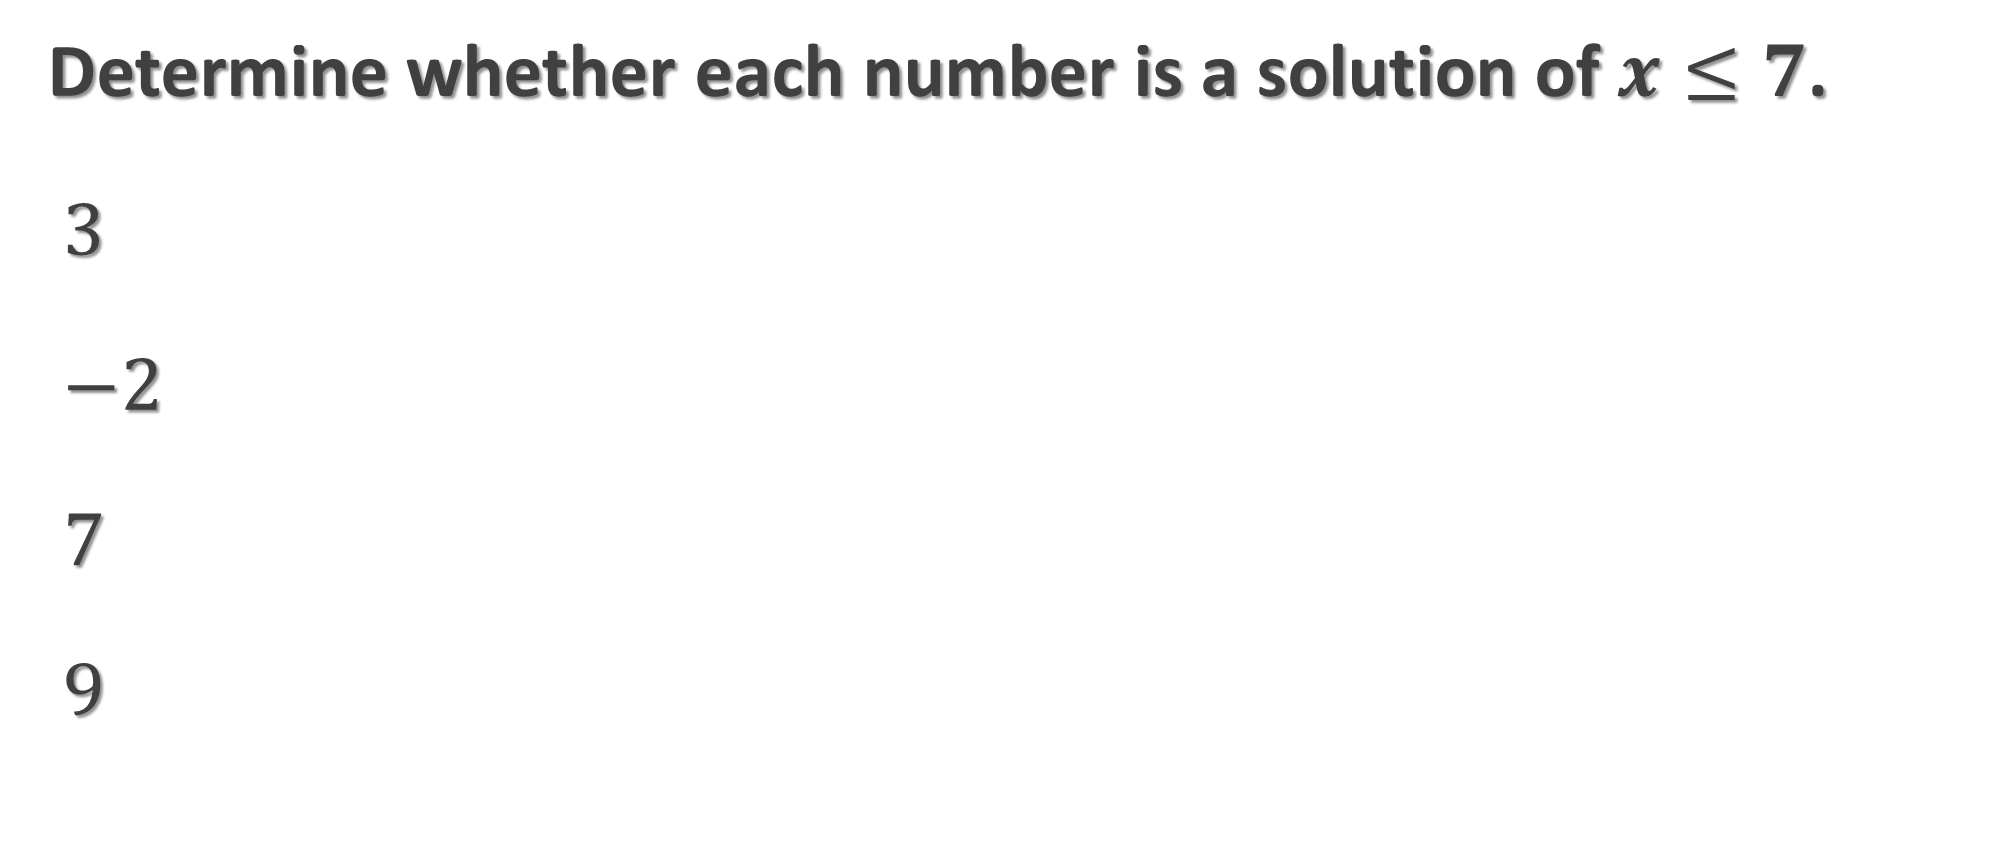 Determine whether each number is a solution of x ≤ 7.
3
−2
7
9